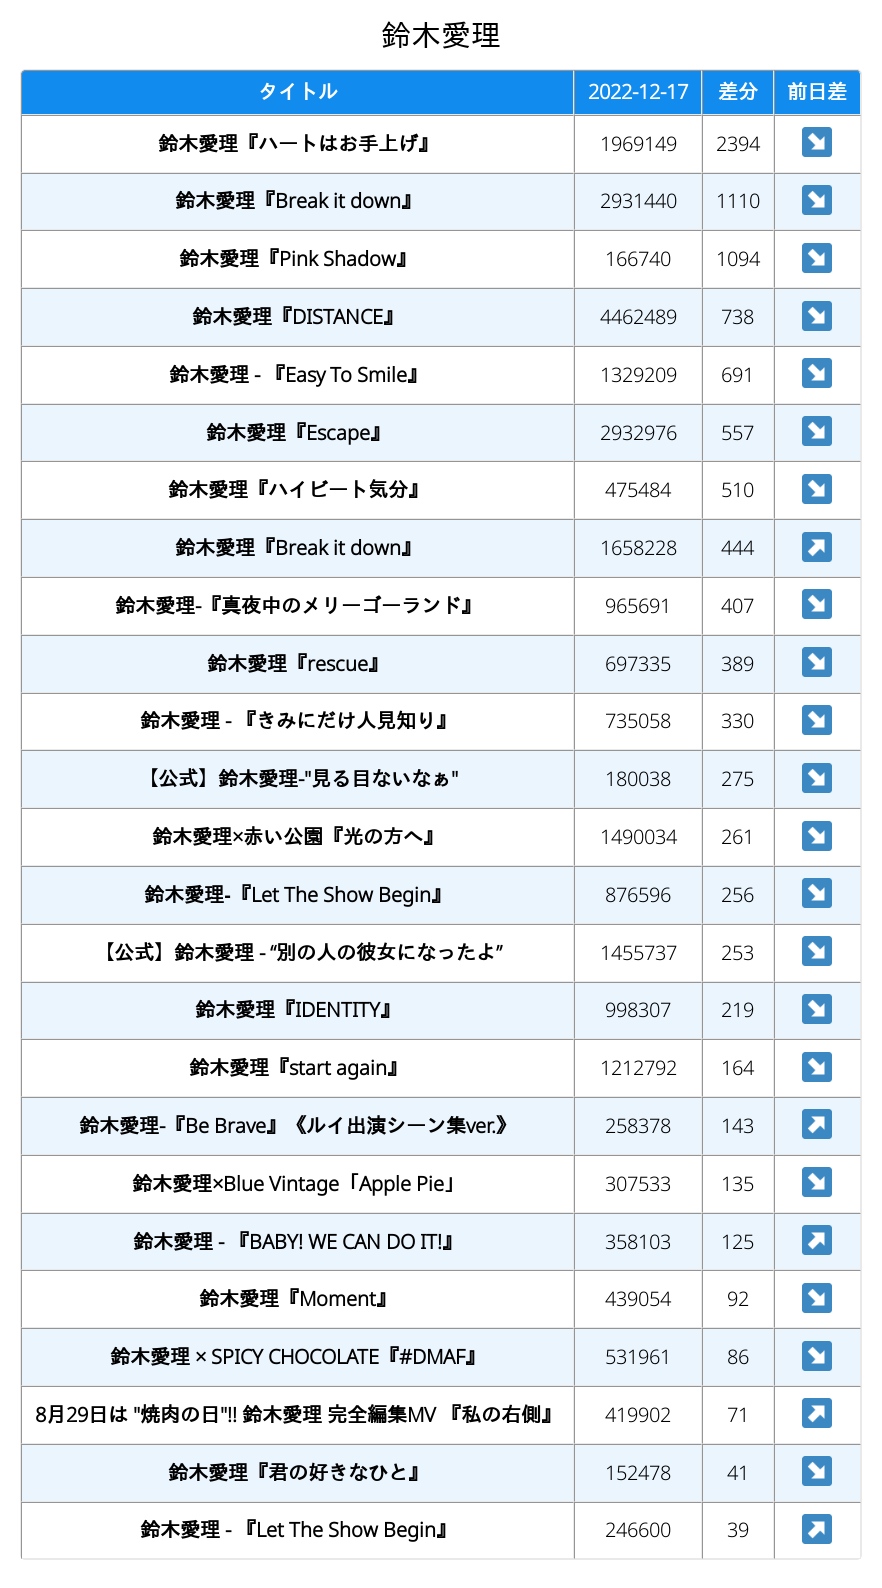 鈴木愛理
タイトル 2022-12-17 差分 前日差
鈴木愛理『ハートはお手上げ』 1969149 2394 ↘
鈴木愛理『Break it down』 2931440 1110 ↘
鈴木愛理『Pink Shadow』 166740 1094 ↘
鈴木愛理『DISTANCE』 4462489 738 ↘
鈴木愛理 - 『Easy To Smile』 1329209 691 ↘
鈴木愛理『Escape』 2932976 557 ↘
鈴木愛理『ハイビート気分』 475484 510 ↘
鈴木愛理『Break it down』 1658228 444 ↗
鈴木愛理-『真夜中のメリーゴーランド』 965691 407 ↘
鈴木愛理『rescue』 697335 389 ↘
鈴木愛理 - 『きみにだけ人見知り』 735058 330 ↘
【公式】鈴木愛理-"見る目ないなぁ" 180038 275 ↘
鈴木愛理×赤い公園『光の方へ』 1490034 261 ↘
鈴木愛理-『Let The Show Begin』 876596 256 ↘
【公式】鈴木愛理 - “別の人の彼女になったよ” 1455737 253 ↘
鈴木愛理『IDENTITY』 998307 219 ↘
鈴木愛理『start again』 1212792 164 ↘
鈴木愛理-『Be Brave』《ルイ出演シーン集ver.》 258378 143 ↗
鈴木愛理×Blue Vintage「Apple Pie」 307533 135 ↘
鈴木愛理 - 『BABY! WE CAN DO IT!』 358103 125 ↗
鈴木愛理『Moment』 439054 92 ↘
鈴木愛理 × SPICY CHOCOLATE『#DMAF』 531961 86 ↘
8月29日は "焼肉の日"!! 鈴木愛理 完全編集MV 『私の右側』 419902 71 ↗
鈴木愛理『君の好きなひと』 152478 41 ↘
鈴木愛理 - 『Let The Show Begin』 246600 39 ↗